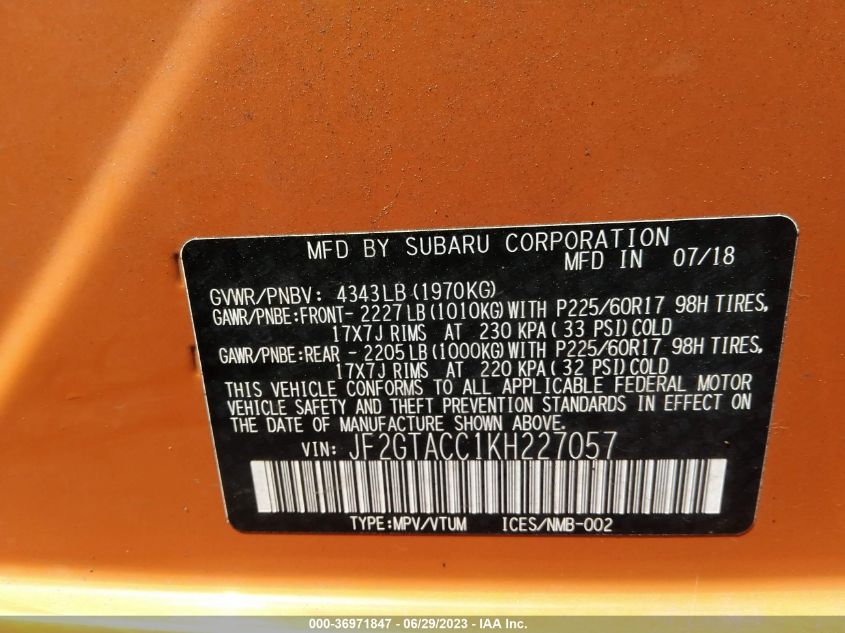 MFD BY SUBARU CORPORATION
MFD IN 07/18
GVWR/PNBV: 4343LB (1970KG)
GAWR/PNBE:FRONT- 2227 LB (1010KG) WITH P225/60R17 98H TIRES,
17X7J RIMS AT 230 KPA ( 33 PSI) COLD
GAWR/PNBE:REAR - 2205 LB (1000KG) WITH P225/60R17 98H TIRES,
17X7J RIMS AT 220 KPA ( 32 PSI) COLD
THIS VEHICLE CONFORMS TO ALL APPLICABLE FEDERAL MOTOR
VEHICLE SAFETY AND THEFT PREVENTION STANDARDS IN EFFECT ON
THE DATE OF MANUFACTURE SHOWN ABOVE.
VIN: JF2GTACC1KH227057
TYPE:MPV/VTUM ICES/NMB-002
000-36971847 - 06/29/2023 - IAA Inc.